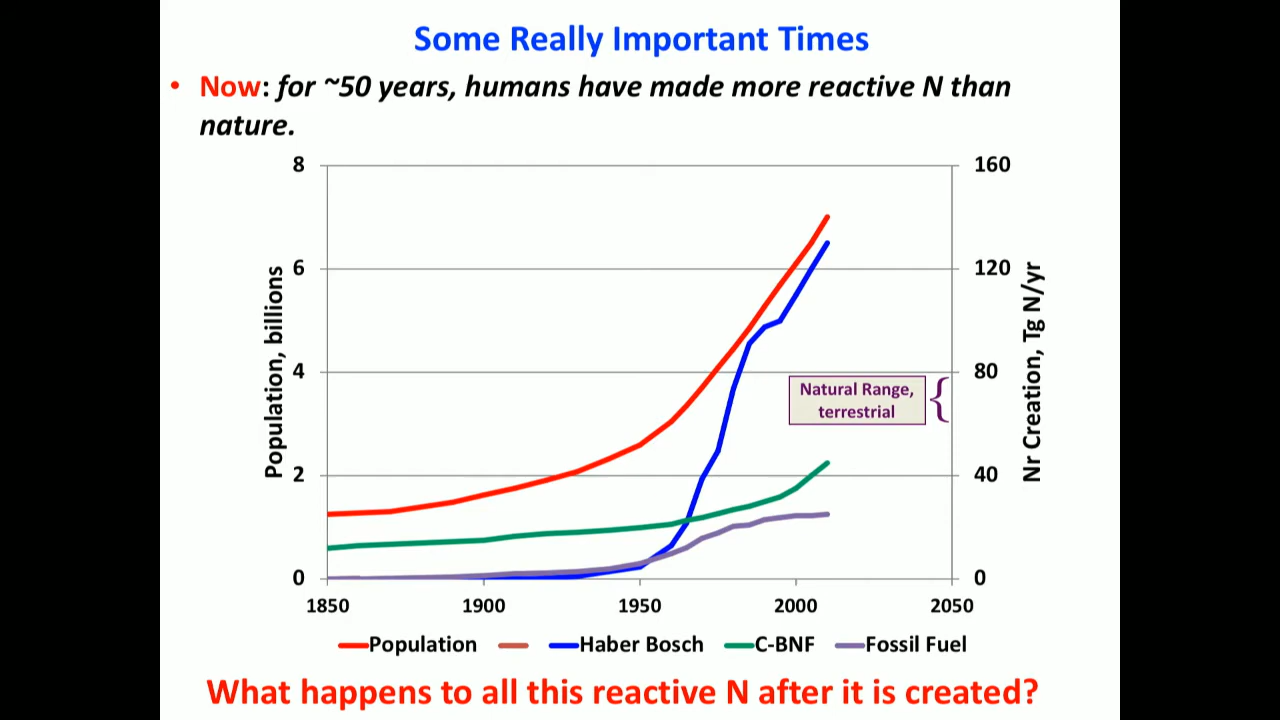 Some Really Important Times
• Now: for ~50 years, humans have made more reactive N than
nature.
8
160
6
120
4
80
2
40
0
0
Population, billions
Nr Creation, Tg N/yr
Natural Range,
terrestrial
{
1850 1900 1950 2000 2050
Population Haber Bosch C-BNF Fossil Fuel
What happens to all this reactive N after it is created?